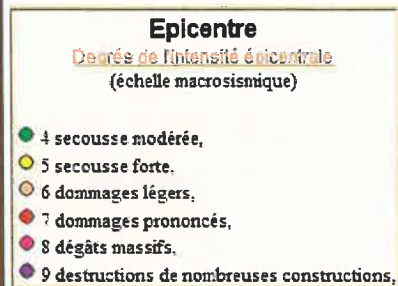 Epicentre
Degrés de l'intensité épicentrale
(échelle macrosismique)
4 secousse modérée,
5 secousse forte,
6 dommages légers,
7 dommages prononcés,
8 dégâts massifs,
9 destructions de nombreuses constructions,